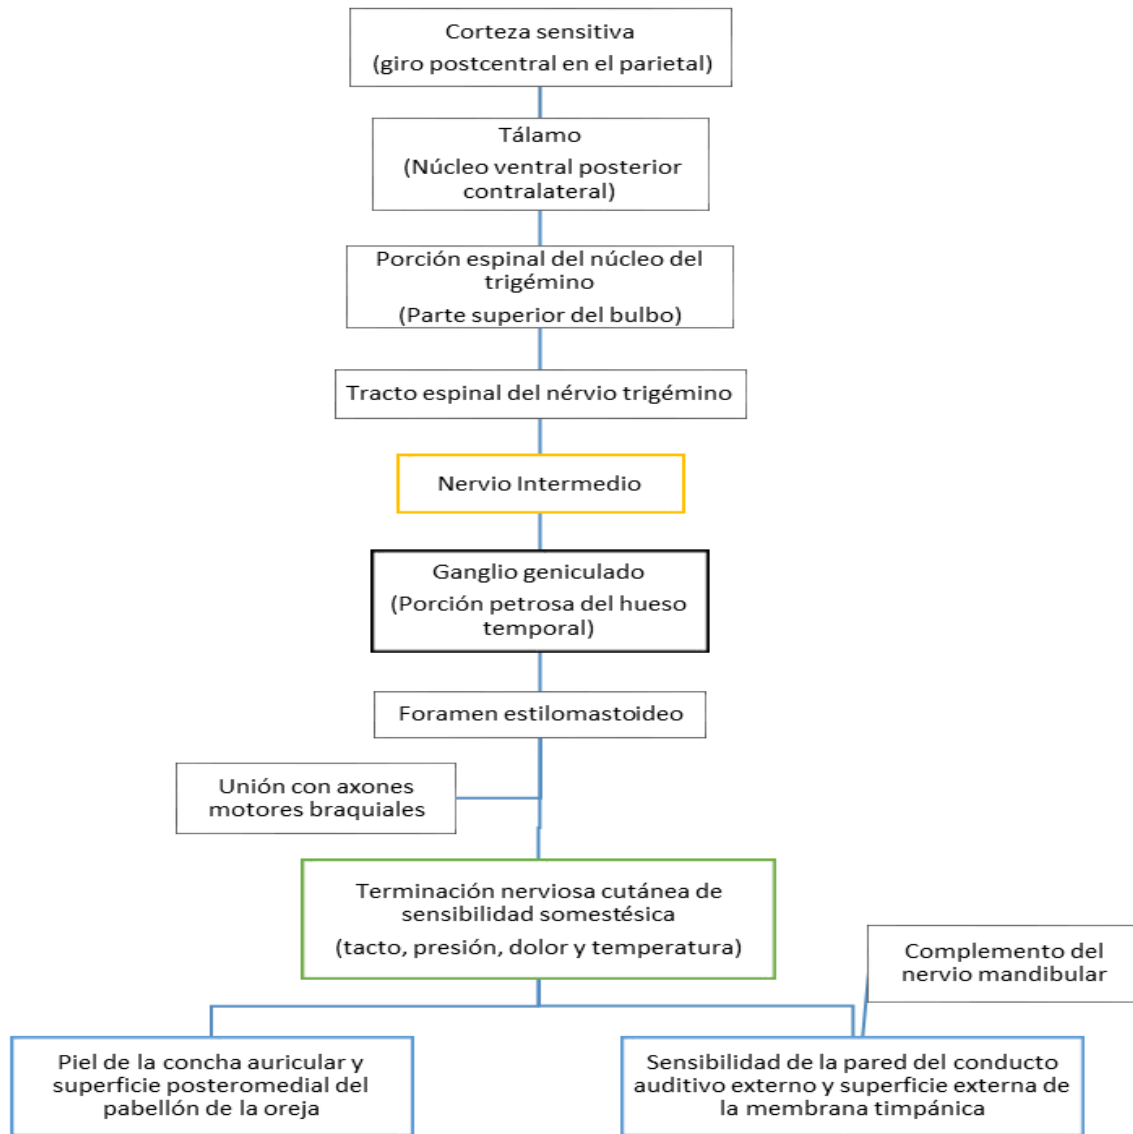 Corteza sensitiva
(giro postcentral en el parietal)
Tálamo
(Núcleo ventral posterior
contralateral)
Porción espinal del núcleo del
trigémino
(Parte superior del bulbo)
Tracto espinal del nérvio trigémino
Nervio Intermedio
Ganglio geniculado
(Porción petrosa del hueso
temporal)
Foramen estilomastoideo
Unión con axones
motores braquiales
Terminación nerviosa cutánea de
sensibilidad somestésica
(tacto, presión, dolor y temperatura)
Complemento del
nervio mandibular
Piel de la concha auricular y
superficie posteromedial del
pabellón de la oreja
Sensibilidad de la pared del conducto
auditivo externo y superficie externa de
la membrana timpánica